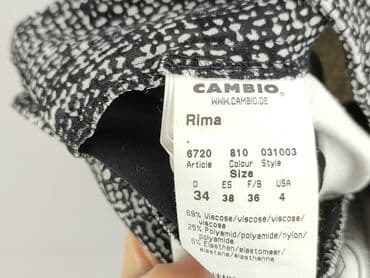 CAMBIO
WWW.CAMBIO.DE
Rima
6720 810 031003
Article Colour Style
Size
D ES F/B USA
34 38 36 4
69% Viscose/viscose/viscose/
viscosa
25% Polyamid/polyamide/nylon/
polyamide
6% Elasthan/elastomeer/
elastane/elasthanne